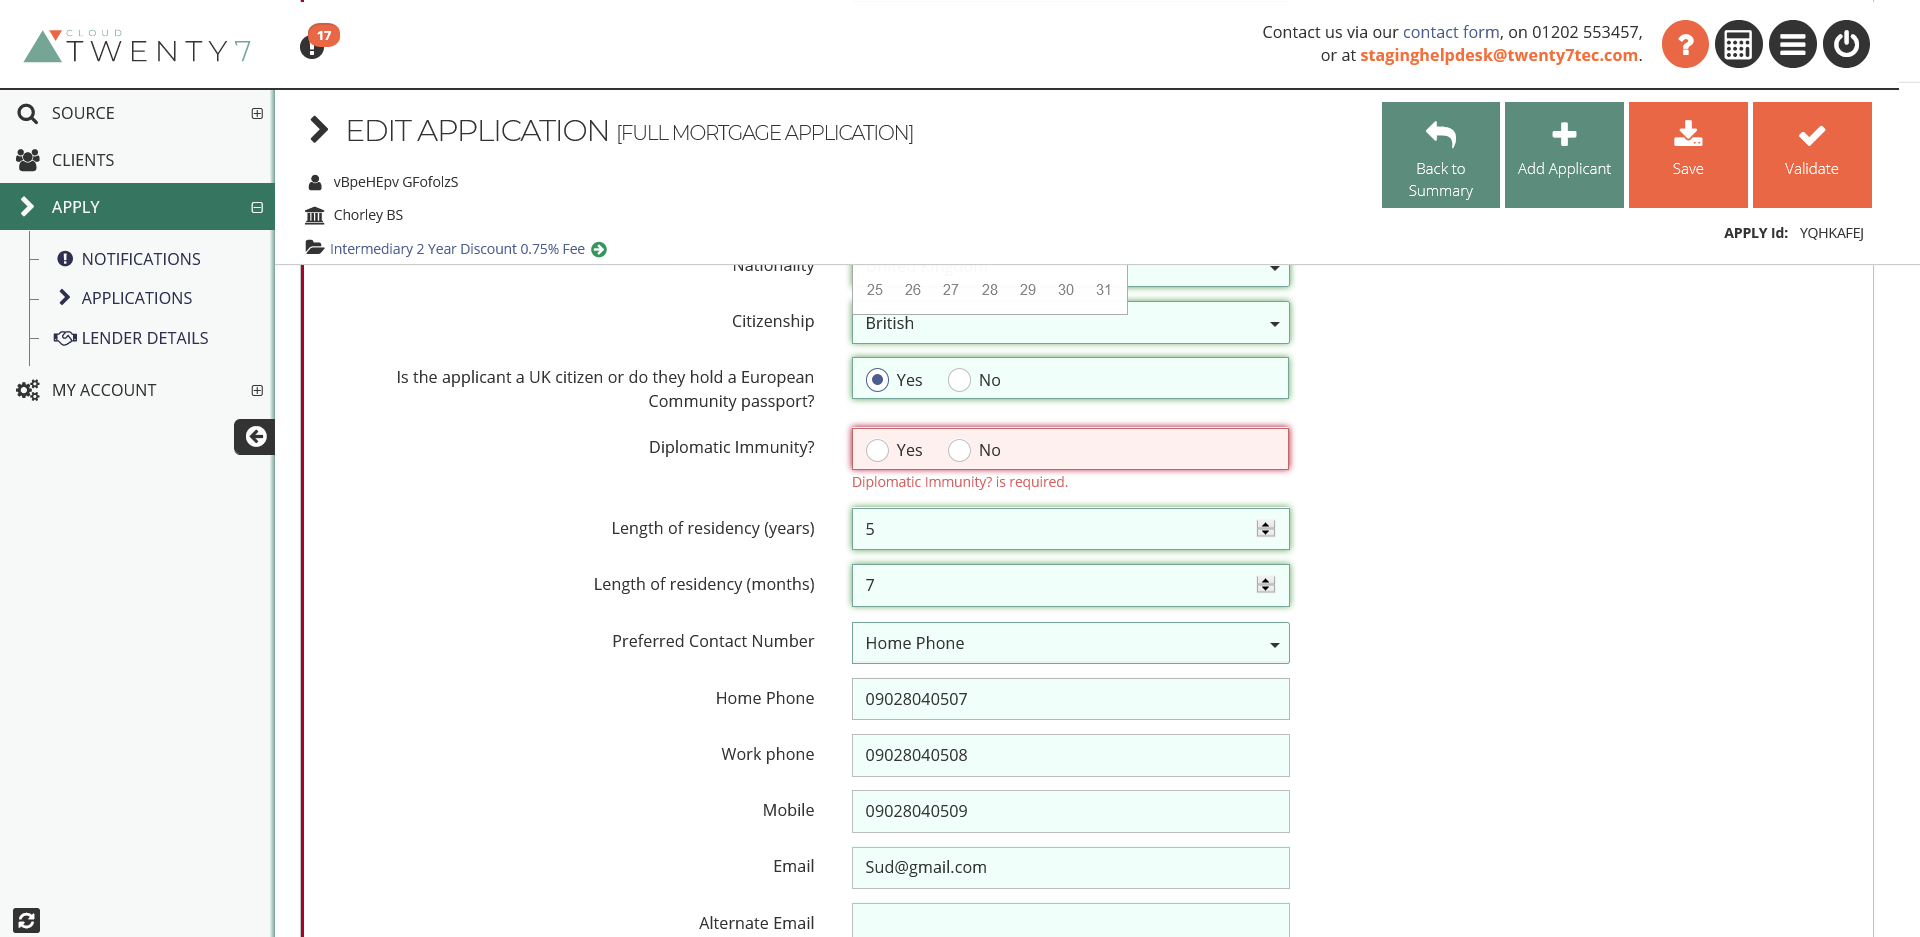 CLOUD
TWENTY7
17
Contact us via our contact form, on 01202 553457,
or at staginghelpdesk@twenty7tec.com.
SOURCE
CLIENTS
APPLY
NOTIFICATIONS
APPLICATIONS
LENDER DETAILS
MY ACCOUNT
EDIT APPLICATION [FULL MORTGAGE APPLICATION]
vBpeHEpv GFofolzS
Chorley BS
Intermediary 2 Year Discount 0.75% Fee
Back to
Summary
Add Applicant
Save
Validate
APPLY Id: YQHKAFEJ
Nationality
United Kingdom
25 26 27 28 29 30 31
Citizenship
British
Is the applicant a UK citizen or do they hold a European
Community passport?
Yes No
Diplomatic Immunity?
Yes No
Diplomatic Immunity? is required.
Length of residency (years)
5
Length of residency (months)
7
Preferred Contact Number
Home Phone
Home Phone
09028040507
Work phone
09028040508
Mobile
09028040509
Email
Sud@gmail.com
Alternate Email